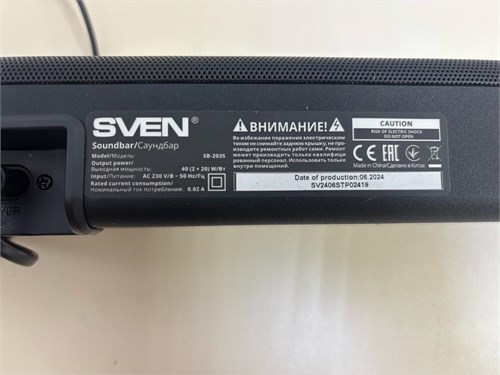 SVEN®
Soundbar/Саундбар
Model/Модель: SB-2035
Output power/
Выходная мощность: 40 (2 × 20) W/Вт
Input/Питание: AC 230 V/В ~ 50 Hz/Гц
Rated current consumption/
Номинальный ток потребления: 0.02 A
ВНИМАНИЕ!
Во избежание поражения электрическим
током не снимайте заднюю крышку, не про-
изводите ремонтных работ сами. Ремонт
может производить только квалифици-
рованный персонал. Использовать только
внутри помещений.
CAUTION
RISK OF ELECTRIC SHOCK
DO NOT OPEN
Made in China/Сделано в Китае
CE EAC
Date of production:06.2024
SV2406STP02419